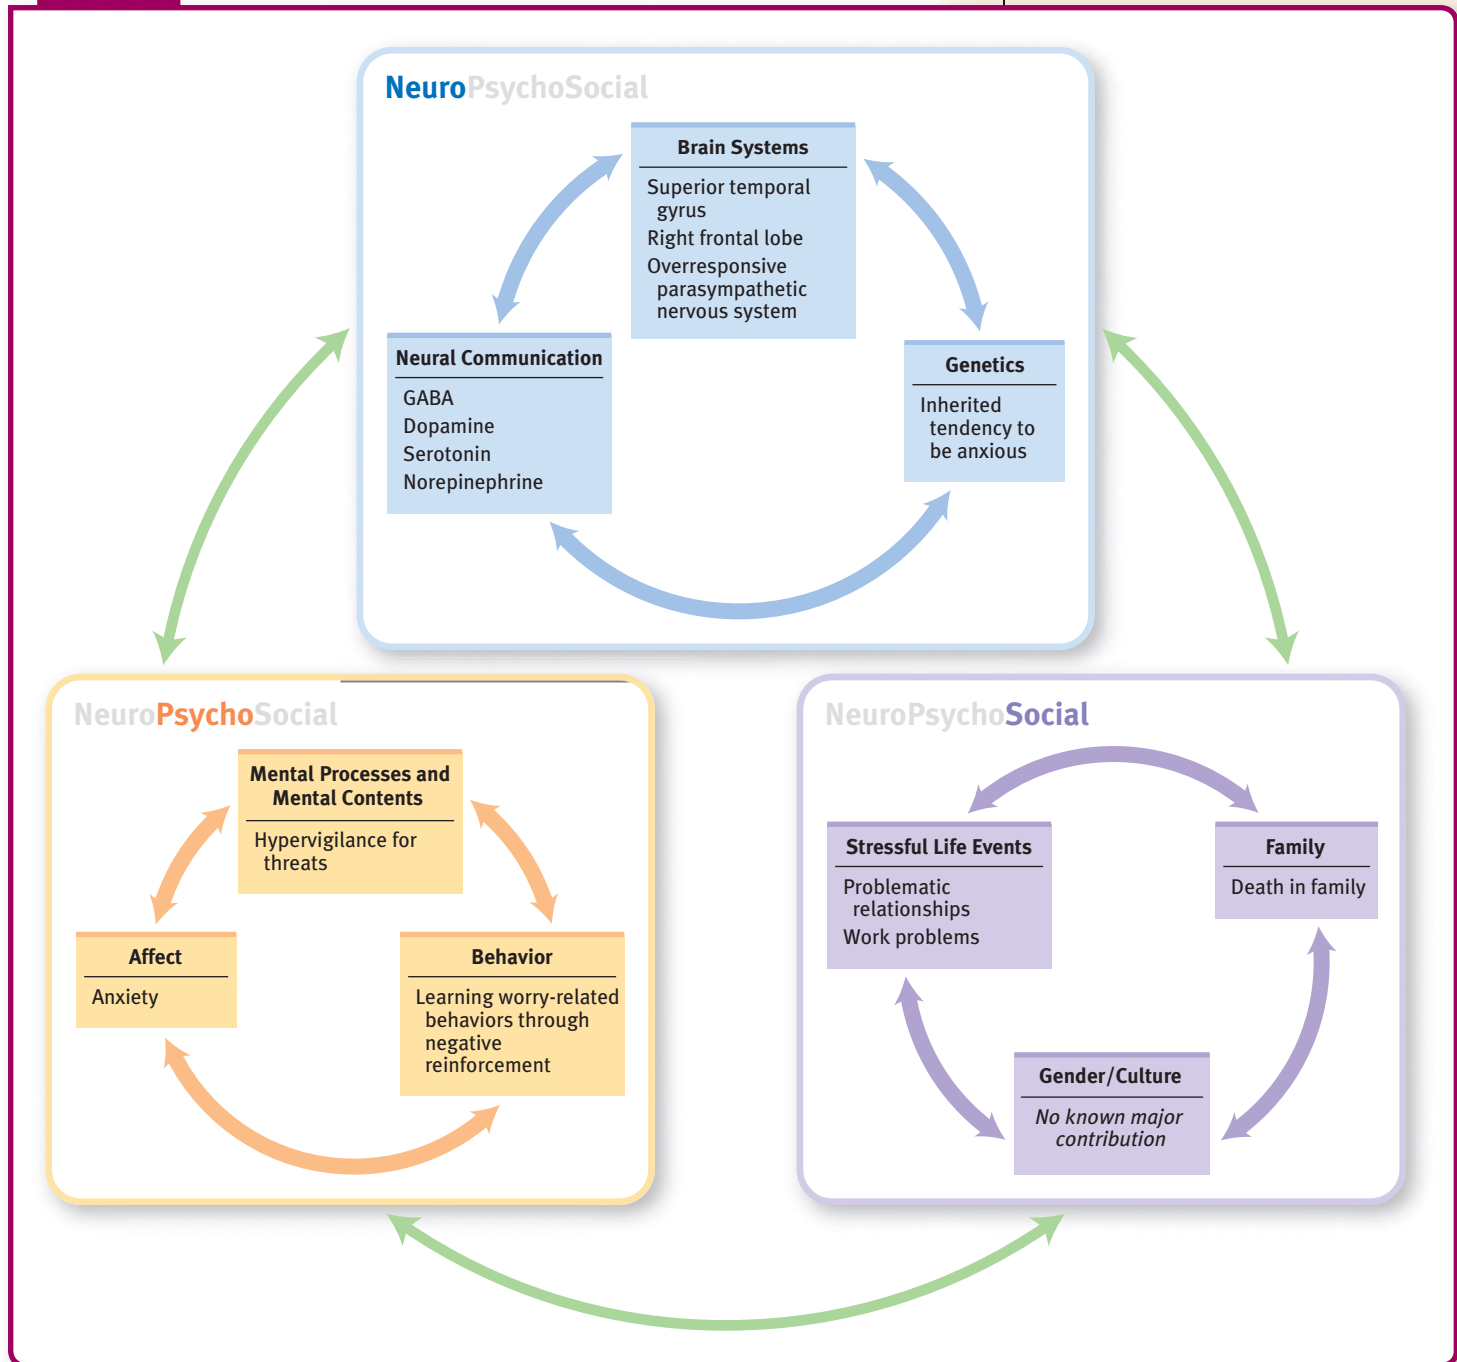 NeuroPsychoSocial
Brain Systems
Superior temporal
gyrus
Right frontal lobe
Overresponsive
parasympathetic
nervous system
Neural Communication
GABA
Dopamine
Serotonin
Norepinephrine
Genetics
Inherited
tendency to
be anxious
NeuroPsychoSocial
Mental Processes and
Mental Contents
Hypervigilance for
threats
Affect
Anxiety
Behavior
Learning worry-related
behaviors through
negative
reinforcement
NeuroPsychoSocial
Stressful Life Events
Problematic
relationships
Work problems
Family
Death in family
Gender/Culture
No known major
contribution